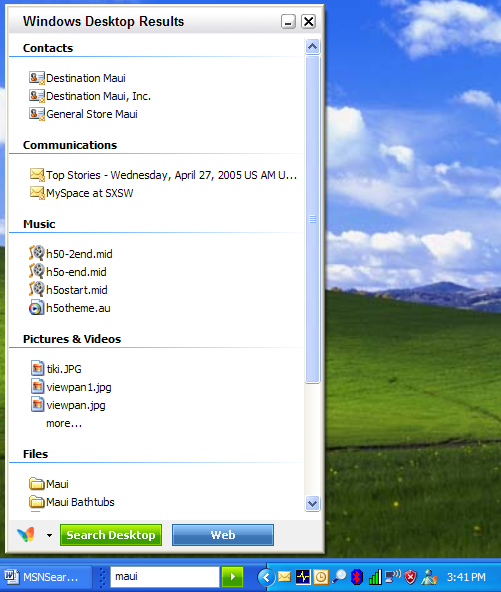 Windows Desktop Results
Contacts
Destination Maui
Destination Maui, Inc.
General Store Maui
Communications
Top Stories - Wednesday, April 27, 2005 US AM U...
MySpace at SXSW
Music
h50-2end.mid
h5o-end.mid
h5ostart.mid
h5otheme.au
Pictures & Videos
tiki.JPG
viewpan1.jpg
viewpan.jpg
more...
Files
Maui
Maui Bathtubs
Search Desktop
Web
MSNSear...
maui
3:41 PM